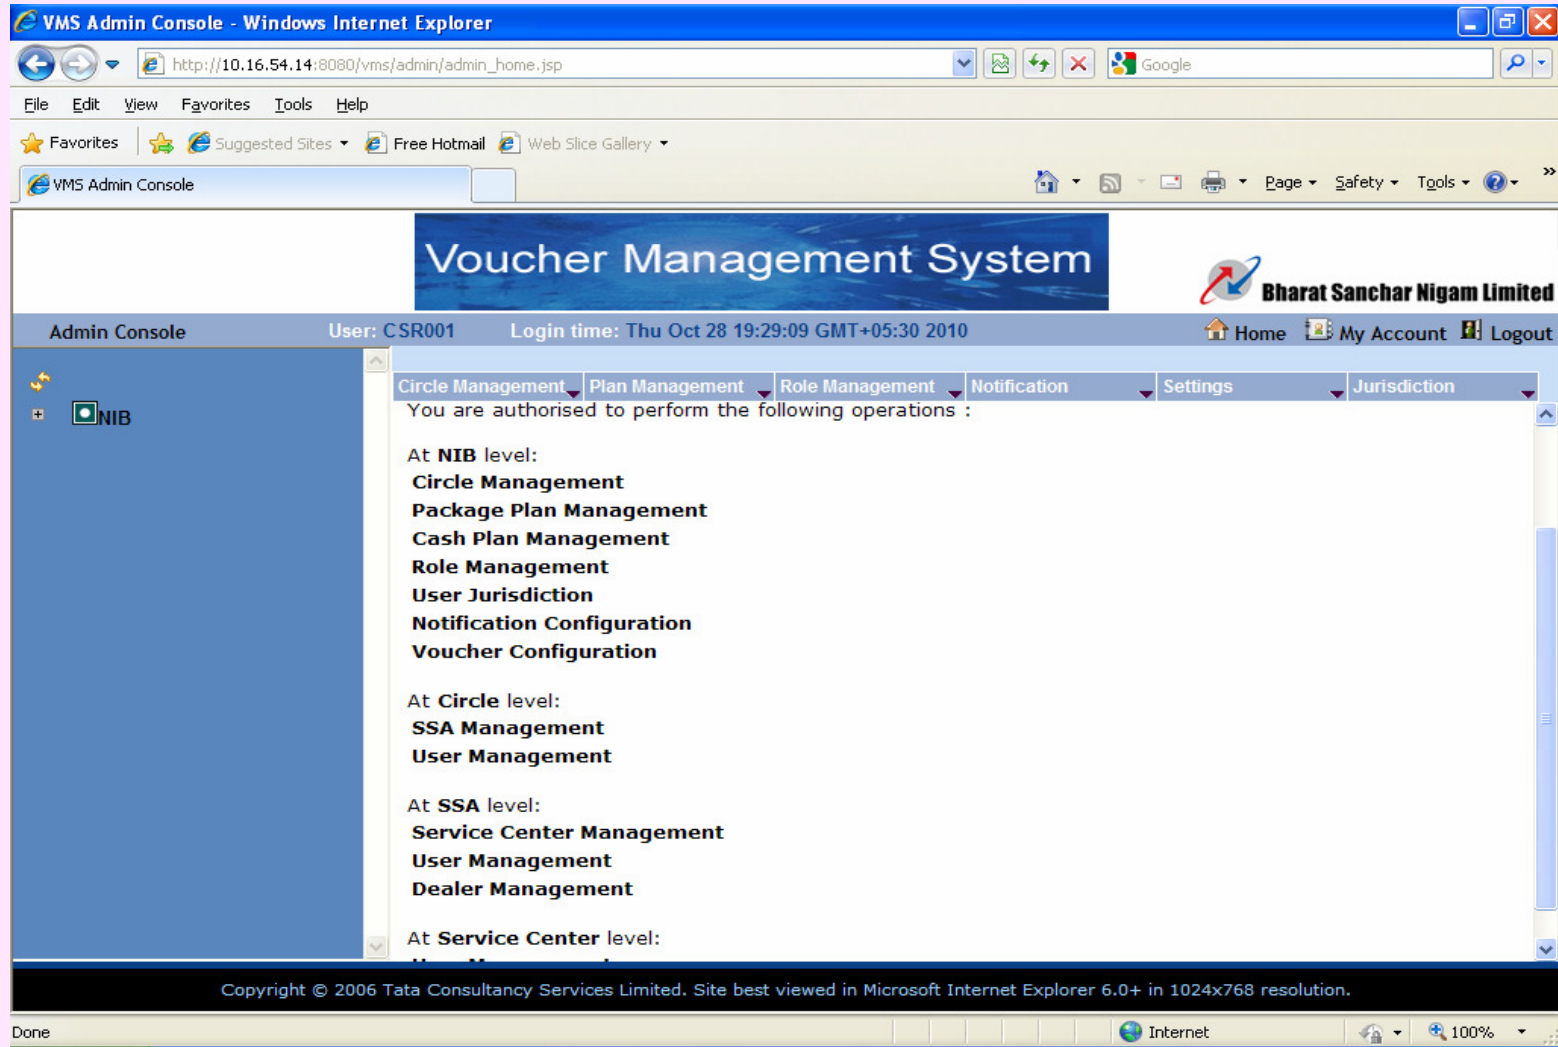 VMS Admin Console - Windows Internet Explorer
http://10.16.54.14:8080/vms/admin/admin_home.jsp
Google
File Edit View Favorites Tools Help
Favorites Suggested Sites Free Hotmail Web Slice Gallery
VMS Admin Console
Page Safety Tools »
Voucher Management System
Bharat Sanchar Nigam Limited
Admin Console User: CSR001 Login time: Thu Oct 28 19:29:09 GMT+05:30 2010 Home My Account Logout
Circle Management Plan Management Role Management Notification Settings Jurisdiction
NIB
You are authorised to perform the following operations :
At NIB level:
Circle Management
Package Plan Management
Cash Plan Management
Role Management
User Jurisdiction
Notification Configuration
Voucher Configuration
At Circle level:
SSA Management
User Management
At SSA level:
Service Center Management
User Management
Dealer Management
At Service Center level:
Copyright © 2006 Tata Consultancy Services Limited. Site best viewed in Microsoft Internet Explorer 6.0+ in 1024x768 resolution.
Done Internet 100%